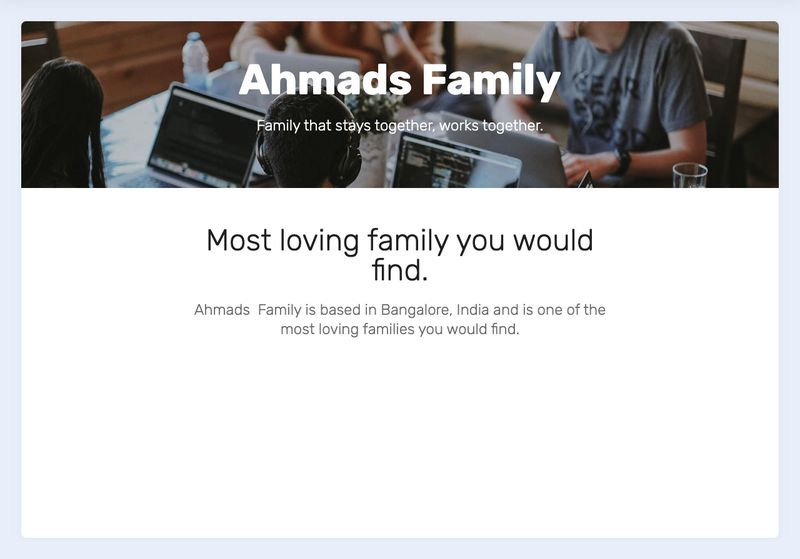 Ahmads Family
Family that stays together, works together.
Most loving family you would
find.
Ahmads  Family is based in Bangalore, India and is one of the
most loving families you would find.